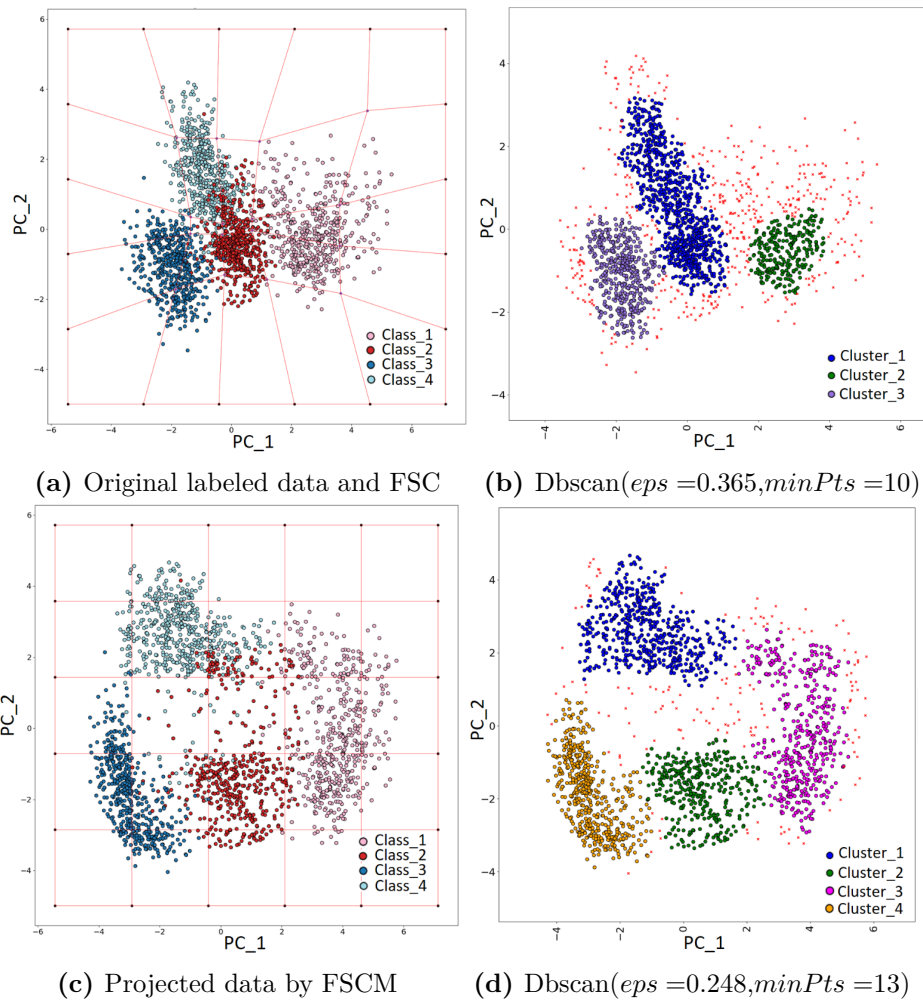 6
4
2
0
−2
−4
PC_2
−6 −4 −2 0 2 4 6
PC_1
Class_1
Class_2
Class_3
Class_4
(a) Original labeled data and FSC
4
2
0
−2
−4
PC_2
−4 −2 0 2 4 6
PC_1
Cluster_1
Cluster_2
Cluster_3
(b) Dbscan(eps =0.365,minPts =10)
6
4
2
0
−2
−4
PC_2
−6 −4 −2 0 2 4 6
PC_1
Class_1
Class_2
Class_3
Class_4
(c) Projected data by FSCM
4
2
0
−2
−4
PC_2
−4 −2 0 2 4 6
PC_1
Cluster_1
Cluster_2
Cluster_3
Cluster_4
(d) Dbscan(eps =0.248,minPts =13)